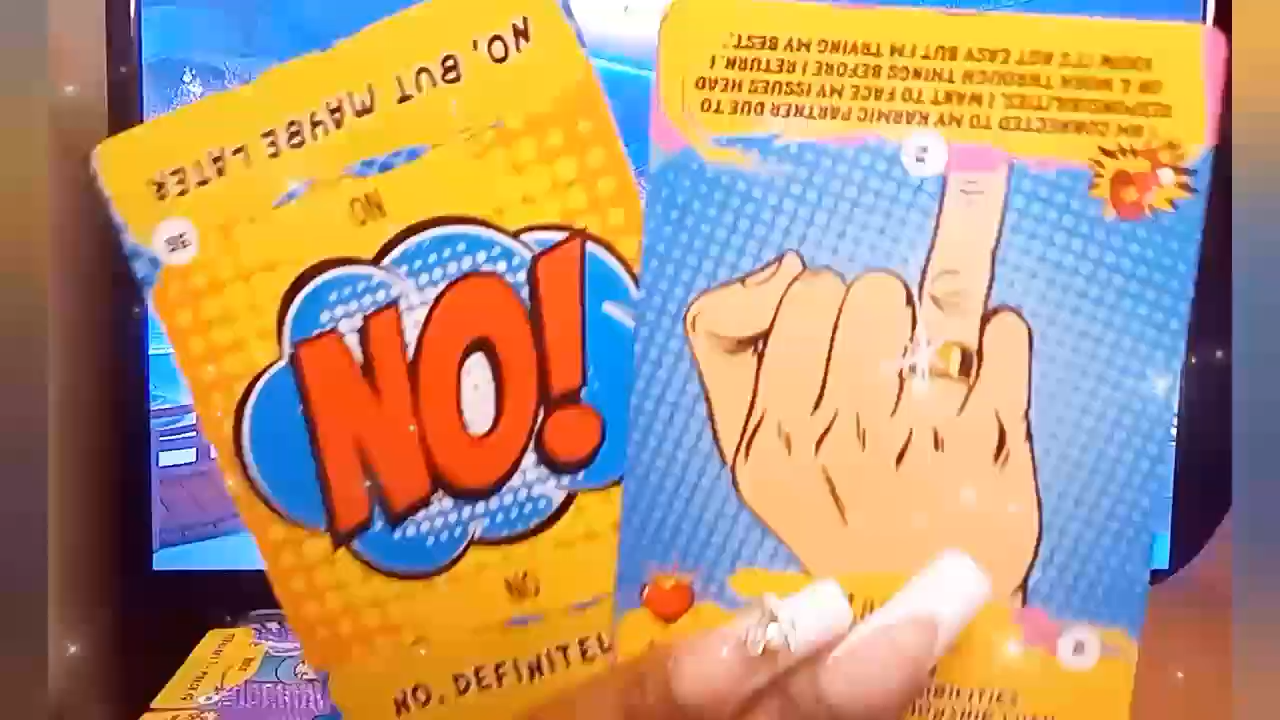 NO, BUT MAYBE LATER
NO
NO!
NO
NO, DEFINITEL
I AM CONNECTED TO MY KARMIC PARTNER DUE TO
RESPONSIBILITIES. I WANT TO FACE MY ISSUES HEAD
ON & WORK THROUGH THINGS BEFORE I RETURN. I
KNOW IT'S NOT EASY BUT I'M TRYING MY BEST.